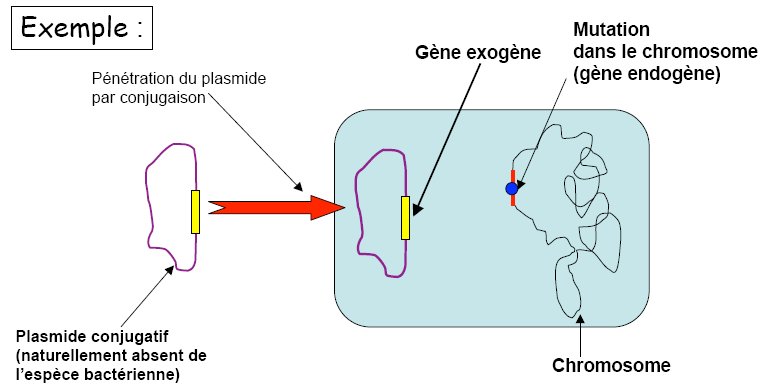 Exemple :
Pénétration du plasmide
par conjugaison
Gène exogène
Mutation
dans le chromosome
(gène endogène)
Plasmide conjugatif
(naturellement absent de
l'espèce bactérienne)
Chromosome